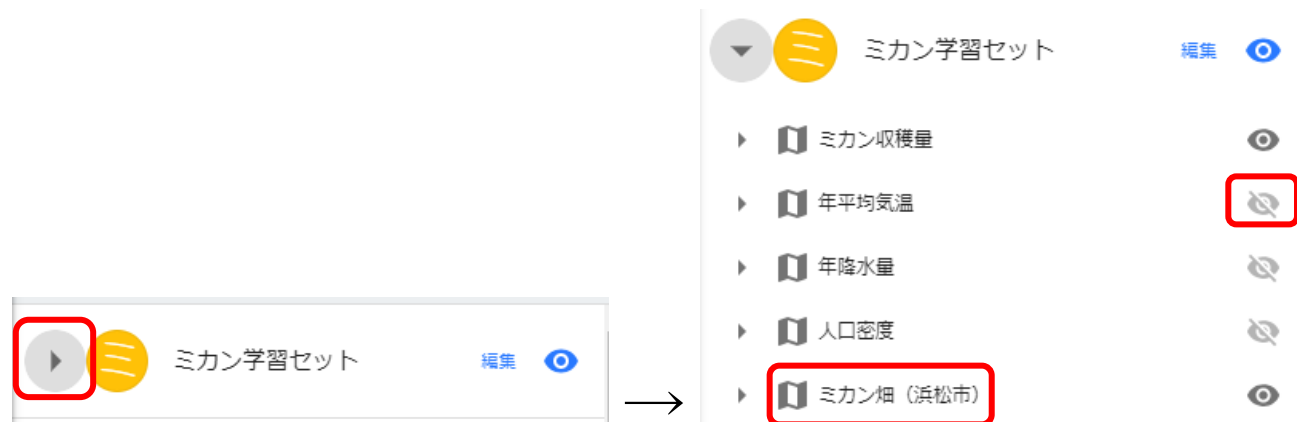 ミカン学習セット 編集
→
ミ ミカン学習セット 編集
ミカン収穫量
年平均気温
年降水量
人口密度
ミカン畑（浜松市）